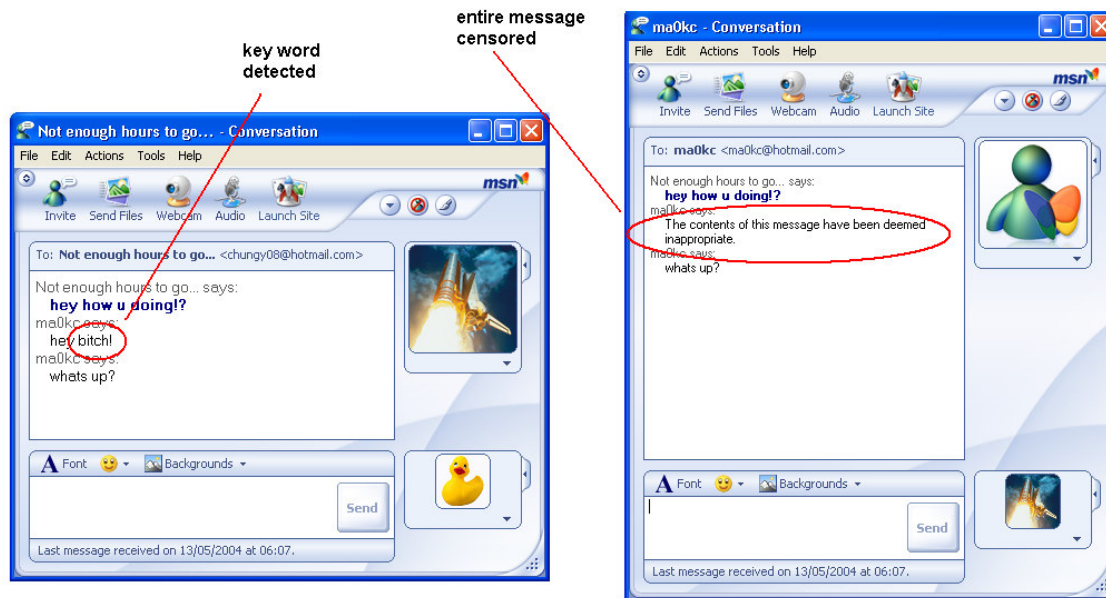 key word
detected
entire message
censored
Not enough hours to go... - Conversation
File Edit Actions Tools Help
Invite Send Files Webcam Audio Launch Site
msn
To: Not enough hours to go... <chungy08@hotmail.com>
Not enough hours to go... says:
hey how u doing!?
ma0kc says:
hey bitch!
ma0kc says:
whats up?
A Font Backgrounds
Send
Last message received on 13/05/2004 at 06:07.
ma0kc - Conversation
File Edit Actions Tools Help
msn
Invite Send Files Webcam Audio Launch Site
To: ma0kc <ma0kc@hotmail.com>
Not enough hours to go... says:
hey how u doing!?
ma0kc says:
The contents of this message have been deemed
inappropriate.
ma0kc says:
whats up?
A Font Backgrounds
Send
Last message received on 13/05/2004 at 06:07.